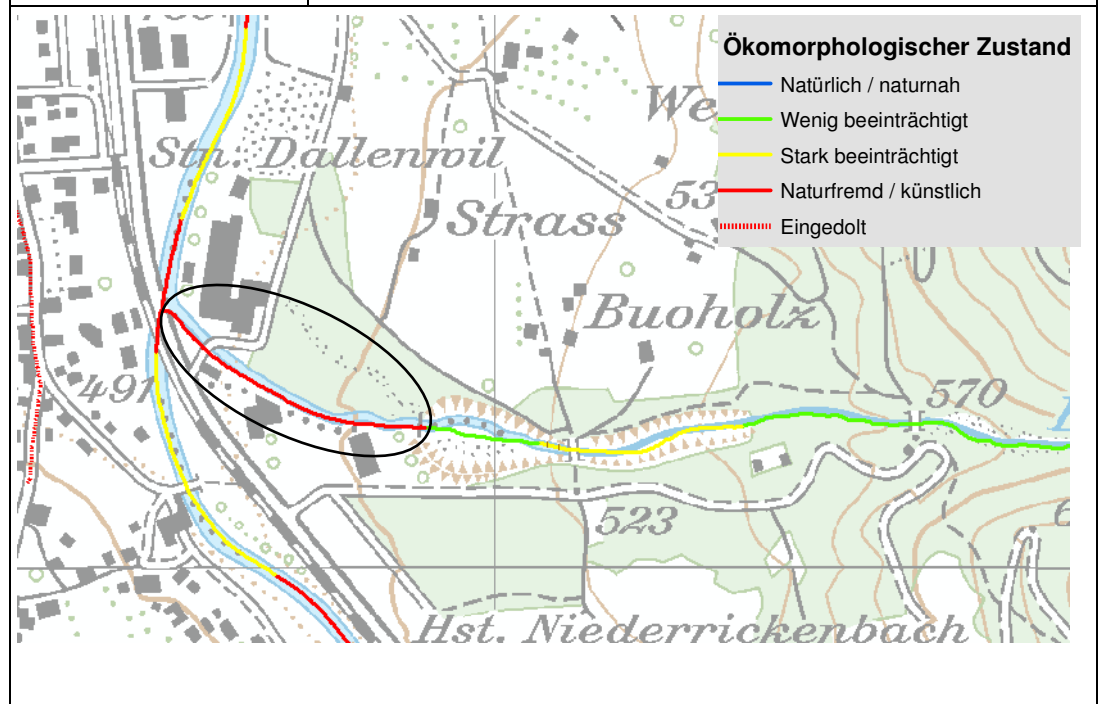 Ökomorphologischer Zustand
Natürlich / naturnah
Wenig beeinträchtigt
Stark beeinträchtigt
Naturfremd / künstlich
Eingedolt
Stn. Dallenwil
Strass
53
Buoholz
491
570
523
Hst. Niederrickenbach